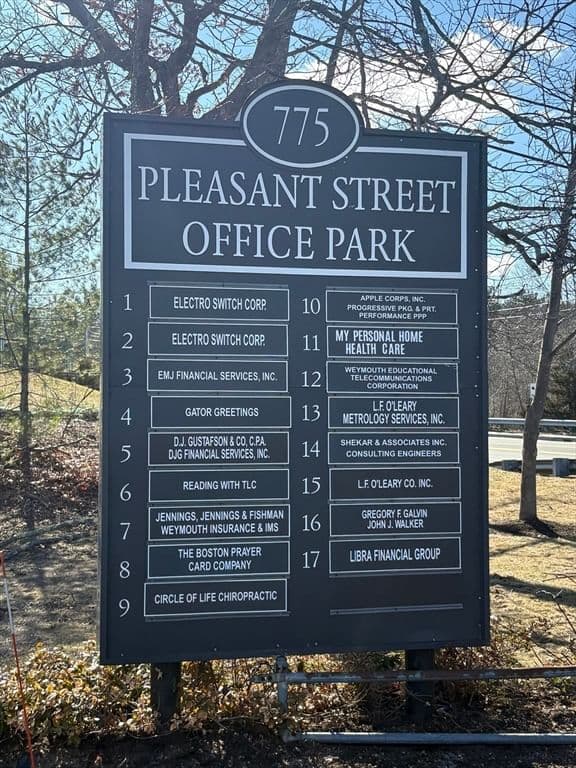 775
PLEASANT STREET
OFFICE PARK
1 ELECTRO SWITCH CORP.
2 ELECTRO SWITCH CORP.
3 EMJ FINANCIAL SERVICES, INC.
4 GATOR GREETINGS
5 D.J. GUSTAFSON & CO, C.P.A.
DJG FINANCIAL SERVICES, INC.
6 READING WITH TLC
7 JENNINGS, JENNINGS & FISHMAN
WEYMOUTH INSURANCE & IMS
8 THE BOSTON PRAYER
CARD COMPANY
9 CIRCLE OF LIFE CHIROPRACTIC
10 APPLE CORPS, INC.
PROGRESSIVE PKG. & PRT.
PERFORMANCE PPP
11 MY PERSONAL HOME
HEALTH CARE
12 WEYMOUTH EDUCATIONAL
TELECOMMUNICATIONS
CORPORATION
13 L.F. O'LEARY
METROLOGY SERVICES, INC.
14 SHEKAR & ASSOCIATES INC.
CONSULTING ENGINEERS
15 L.F. O'LEARY CO. INC.
16 GREGORY F. GALVIN
JOHN J. WALKER
17 LIBRA FINANCIAL GROUP